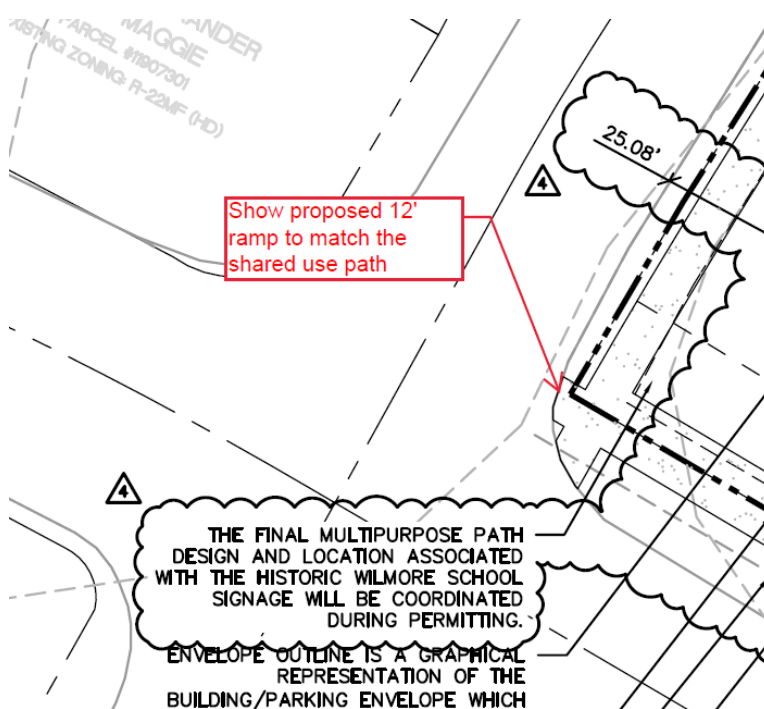 ANDER
MAGGIE
PARCEL #11907301
EXISTING ZONING: R-22MF (HD)
25.08'
4
Show proposed 12'
ramp to match the
shared use path
4
THE FINAL MULTIPURPOSE PATH
DESIGN AND LOCATION ASSOCIATED
WITH THE HISTORIC WILMORE SCHOOL
SIGNAGE WILL BE COORDINATED
DURING PERMITTING.
ENVELOPE OUTLINE IS A GRAPHICAL
REPRESENTATION OF THE
BUILDING/PARKING ENVELOPE WHICH